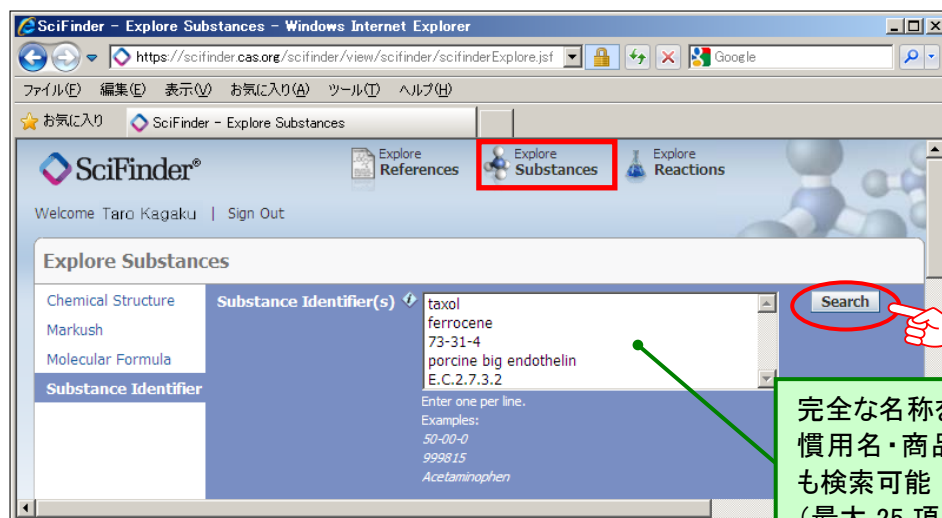 SciFinder - Explore Substances - Windows Internet Explorer
https://scifinder.cas.org/scifinder/view/scifinder/scifinderExplore.jsf
Google
ファイル(F) 編集(E) 表示(V) お気に入り(A) ツール(T) ヘルプ(H)
お気に入り
SciFinder - Explore Substances
SciFinder®
Explore References
Explore Substances
Explore Reactions
Welcome Taro Kagaku | Sign Out
Explore Substances
Chemical Structure
Markush
Molecular Formula
Substance Identifier
Substance Identifier(s)
taxol
ferrocene
73-31-4
porcine big endothelin
E.C.2.7.3.2
Search
Enter one per line.
Examples:
50-00-0
999815
Acetaminophen
完全な名称
慣用名・商品
も検索可能
(最大 25 項